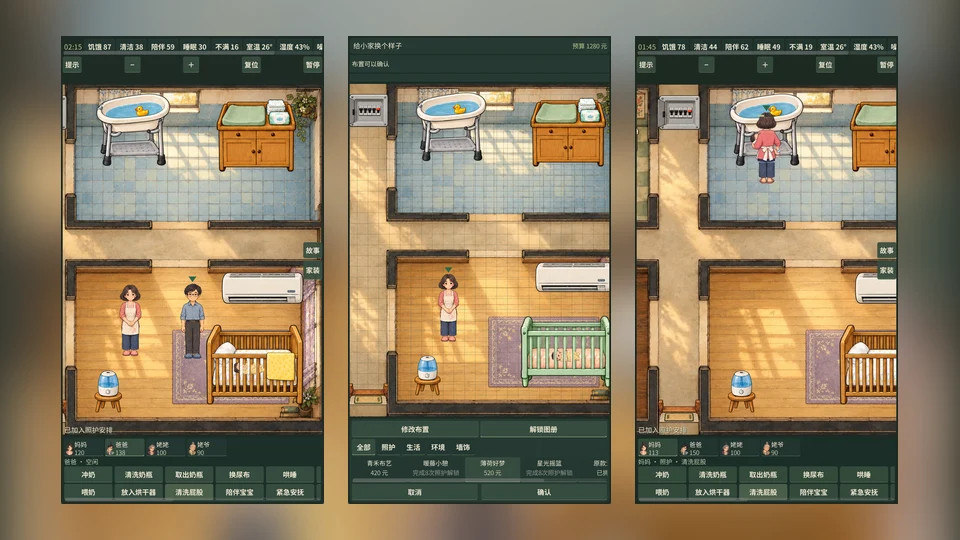 02:15 饥饿 87 清洁 38 陪伴 59 睡眠 30 不满 16 室温 26° 湿度 43%
提示 － ＋ 复位 暂停
故事
家装
已加入照护安排
妈妈 120 爸爸 138 姥姥 100 姥爷 90
爸爸 · 空闲
冲奶 清洗奶瓶 取出奶瓶 换尿布 哄睡
喂奶 放入烘干器 清洗屁股 陪伴宝宝 紧急安抚
给小家换个样子 预算 1280 元
布置可以确认
修改布置 解锁图册
全部 照护 生活 环境 墙饰
青禾布艺 暖藤小憩 薄荷好梦 星光摇篮 原款
420 元 完成8次照护解锁 520 元 完成6次照护解锁
取消 确认
01:45 饥饿 78 清洁 44 陪伴 62 睡眠 49 不满 19 室温 26° 湿度 43%
提示 － ＋ 复位 暂停
故事
家装
已加入照护安排
妈妈 113 爸爸 150 姥姥 100 姥爷 90
妈妈 · 照护 · 清洗屁股
冲奶 清洗奶瓶 取出奶瓶 换尿布 哄睡
喂奶 放入烘干器 清洗屁股 陪伴宝宝 紧急安抚